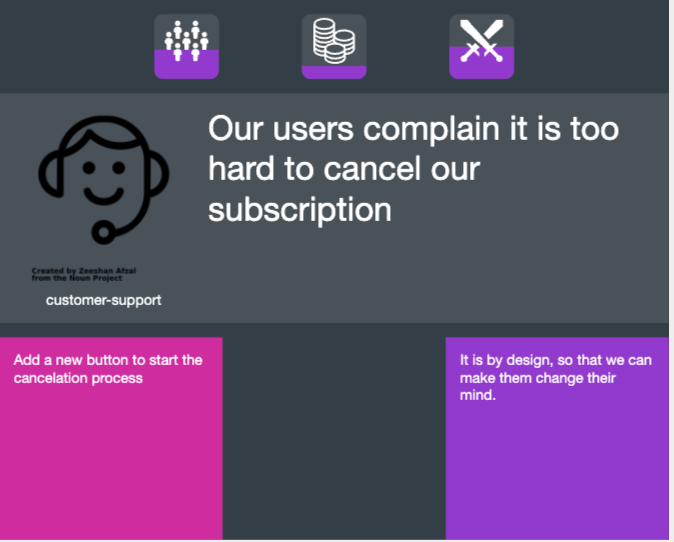 Our users complain it is too
hard to cancel our
subscription
Created by Zeeshan Afzal
from the Noun Project
customer-support
Add a new button to start the
cancelation process
It is by design, so that we can
make them change their
mind.